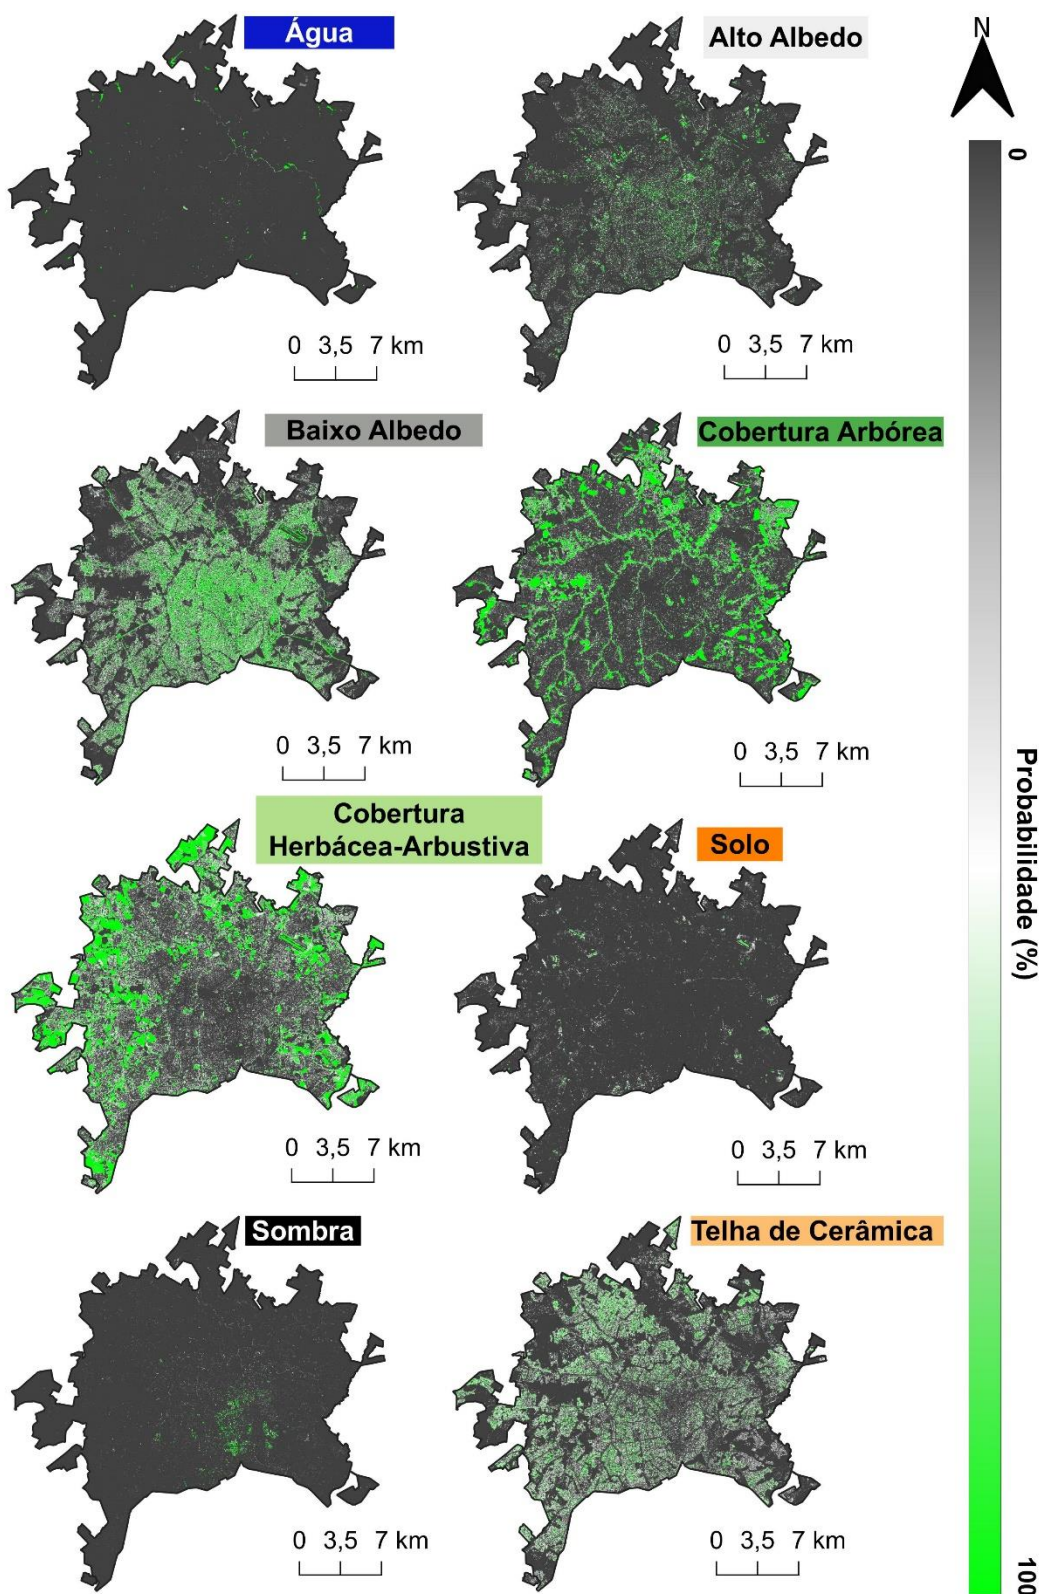 Água
Alto Albedo
N
0
0 3,5 7 km
0 3,5 7 km
Baixo Albedo
Cobertura Arbórea
0 3,5 7 km
0 3,5 7 km
Probabilidade (%)
Cobertura
Herbácea-Arbustiva
Solo
0 3,5 7 km
0 3,5 7 km
Sombra
Telha de Cerâmica
0 3,5 7 km
0 3,5 7 km
100